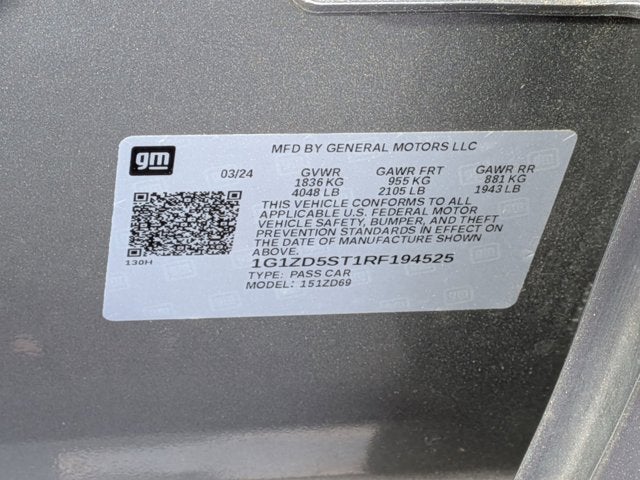 gm
MFD BY GENERAL MOTORS LLC
03/24 GVWR GAWR FRT GAWR RR
1836 KG 955 KG 881 KG
4048 LB 2105 LB 1943 LB
THIS VEHICLE CONFORMS TO ALL
APPLICABLE U.S. FEDERAL MOTOR
VEHICLE SAFETY, BUMPER, AND THEFT
PREVENTION STANDARDS IN EFFECT ON
THE DATE OF MANUFACTURE SHOWN
ABOVE.
130H
1G1ZD5ST1RF194525
TYPE: PASS CAR
MODEL: 151ZD69